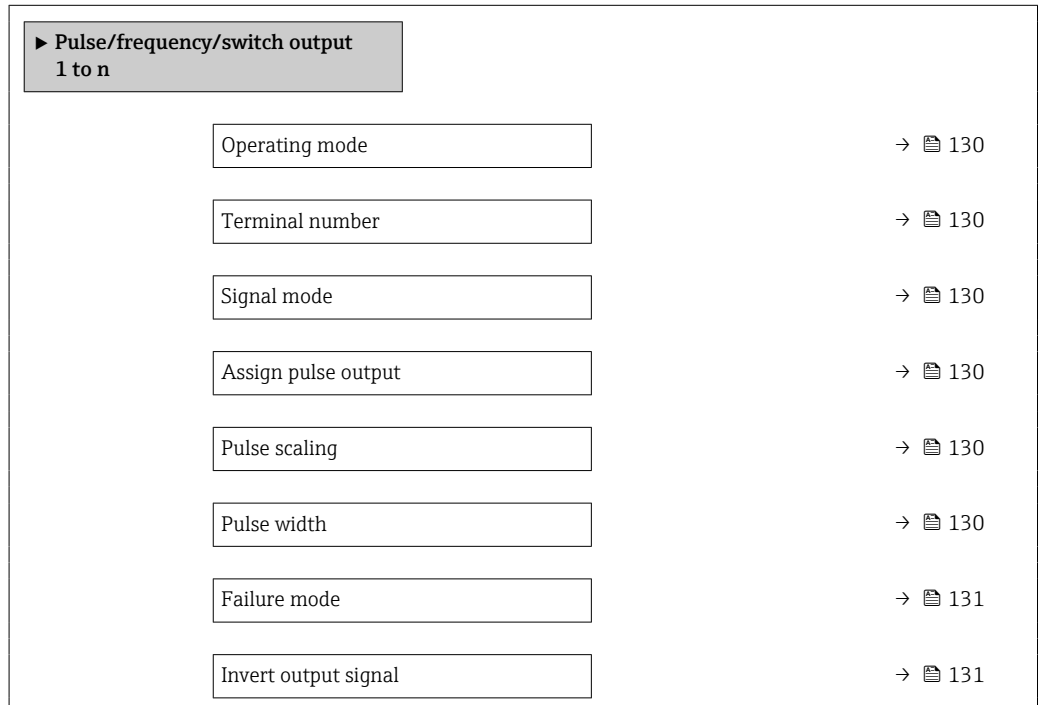 ▶ Pulse/frequency/switch output
1 to n
Operating mode → 130
Terminal number → 130
Signal mode → 130
Assign pulse output → 130
Pulse scaling → 130
Pulse width → 130
Failure mode → 131
Invert output signal → 131